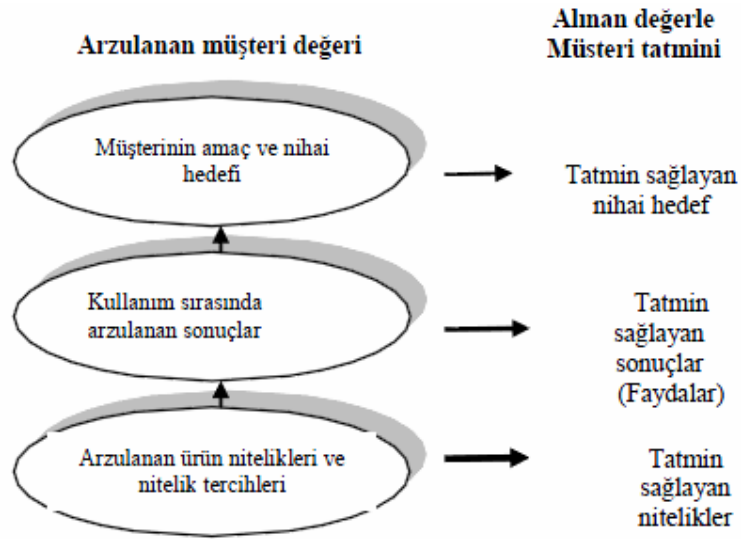 Arzulanan müşteri değeri
Alınan değerle
Müsteri tatmini
Müşterinin amaç ve nihai
hedefi
Tatmin sağlayan
nihai hedef
Kullanım sırasında
arzulanan sonuçlar
Tatmin
sağlayan
sonuçlar
(Faydalar)
Arzulanan ürün nitelikleri ve
nitelik tercihleri
Tatmin
sağlayan
nitelikler